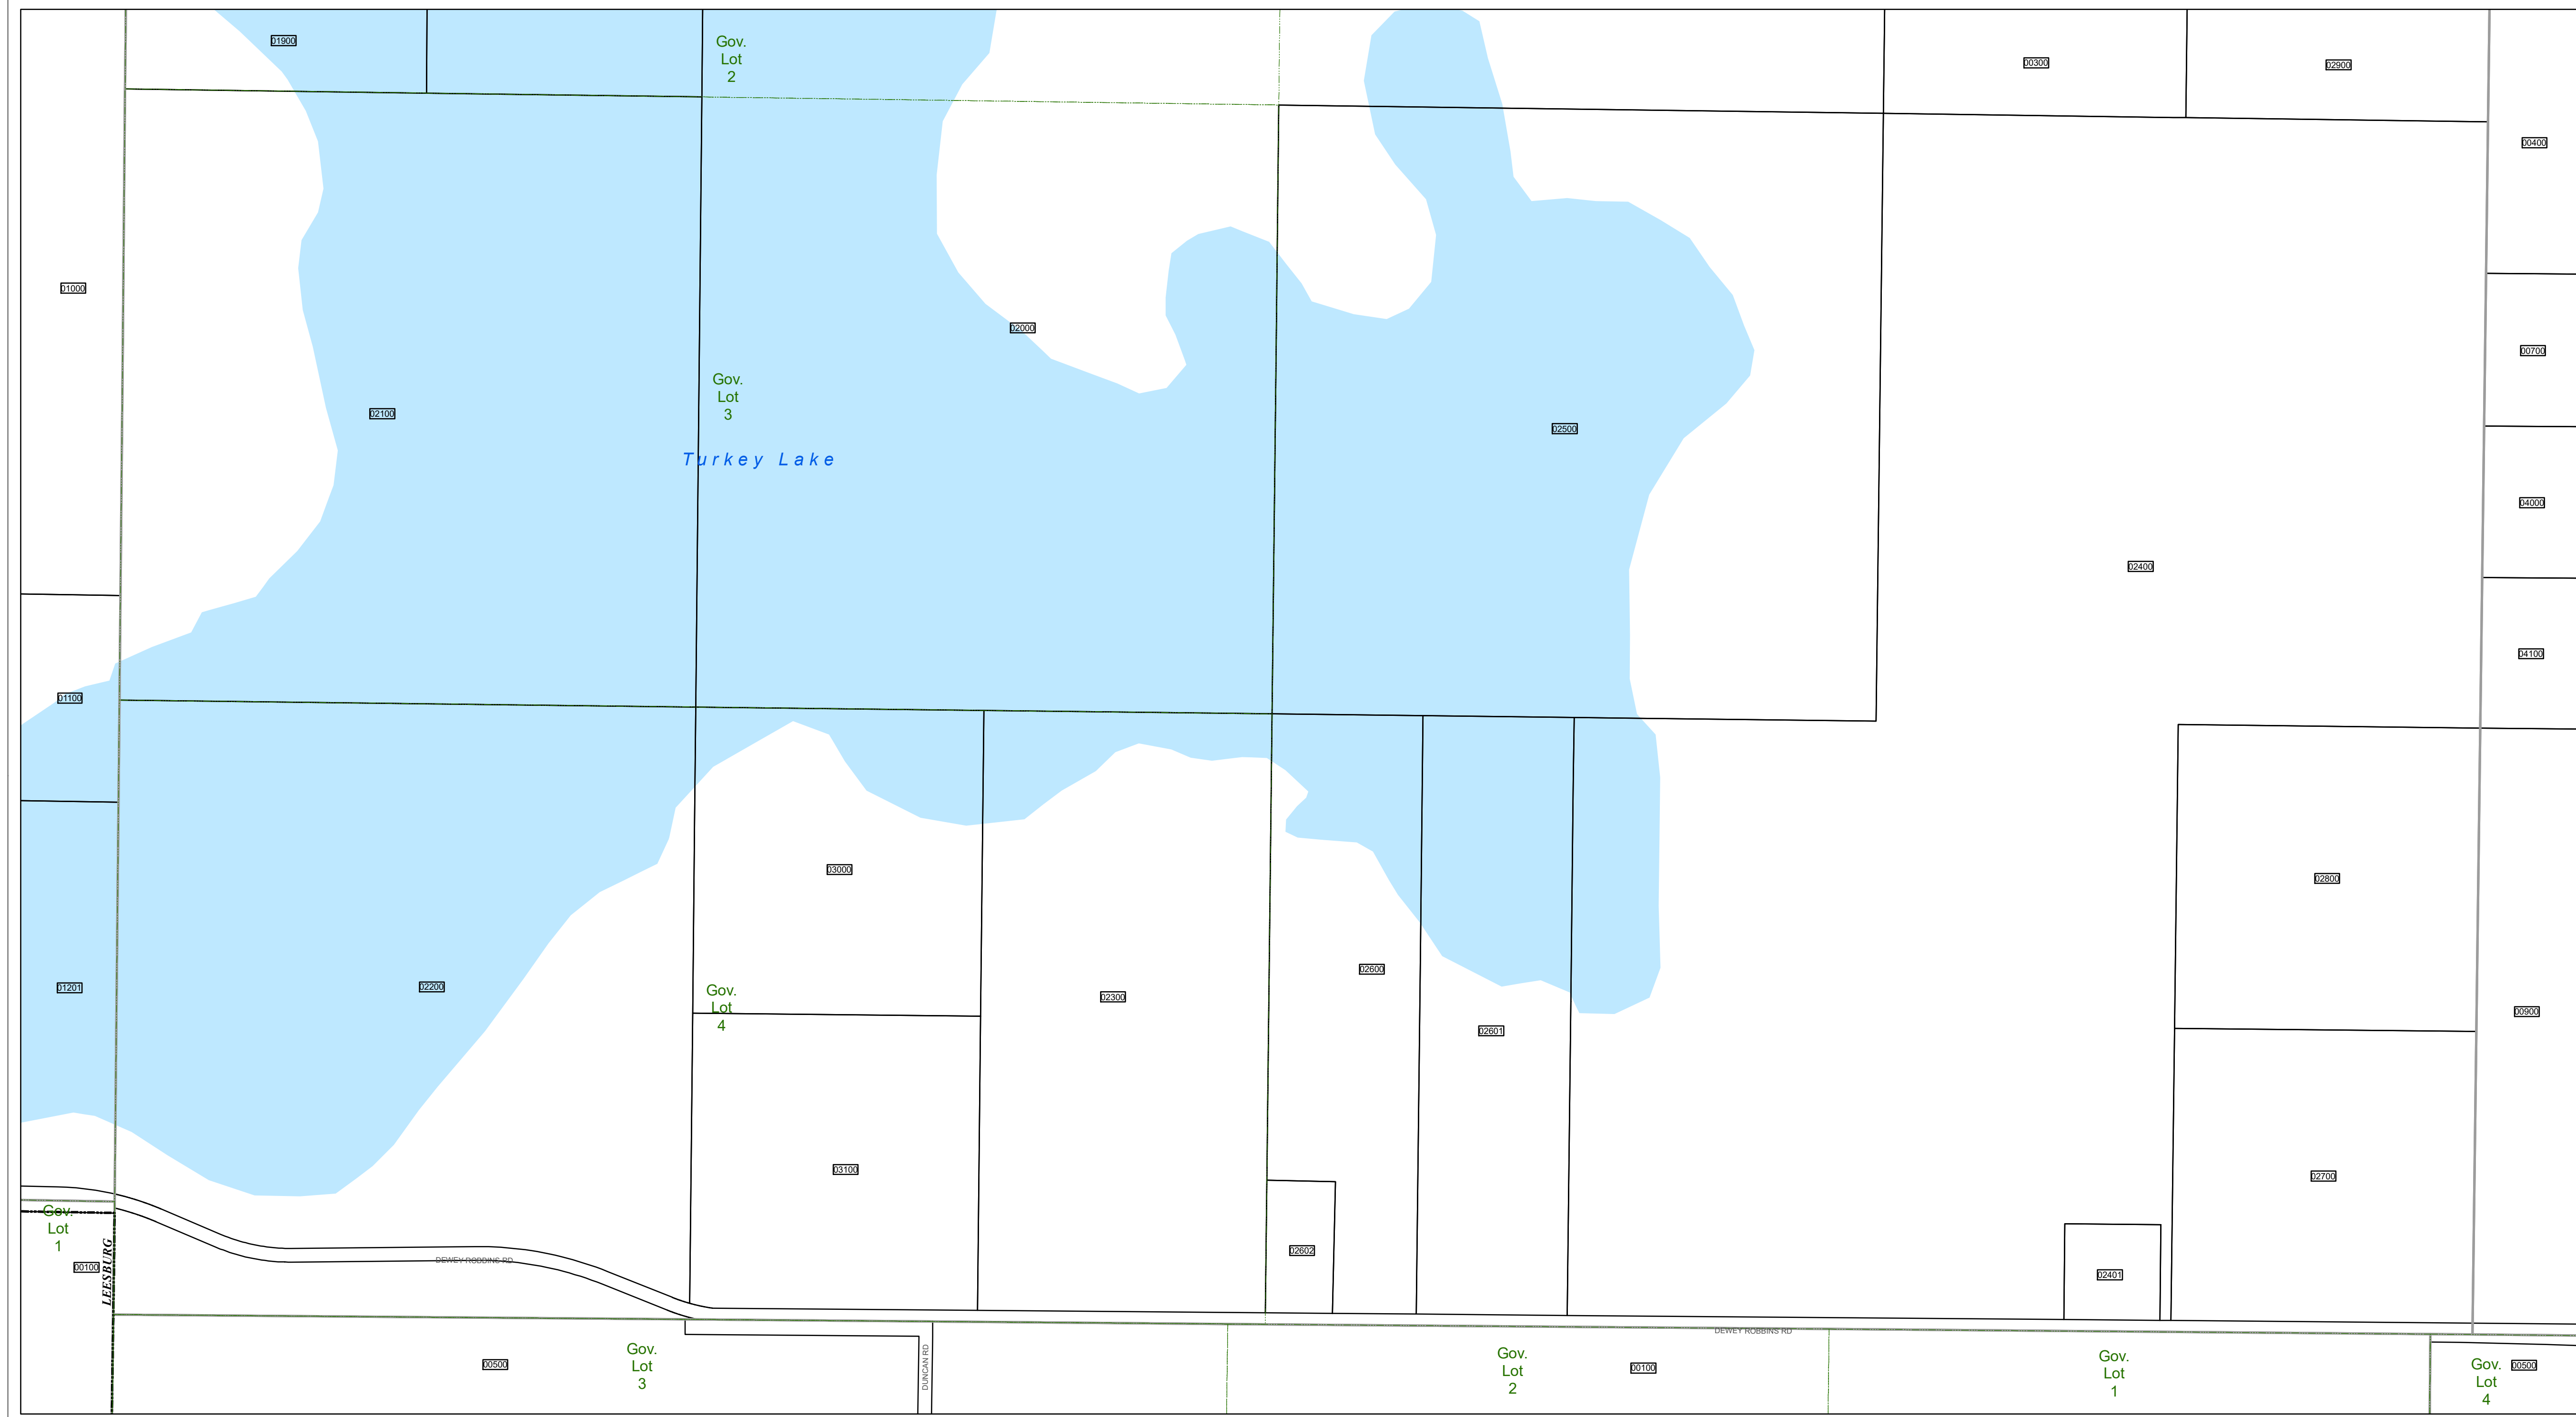 01900
Gov.
Lot
2
00300
02900
00400
01000
02000
00700
Gov.
Lot
3
02100
02500
Turkey Lake
04000
02400
04100
01100
03000
02800
01201
02200
Gov.
Lot
4
02300
02600
02601
00900
03100
02700
Gov.
Lot
1
00100
LEESBURG
DEWEY ROBBINS RD
02602
02401
DEWEY ROBBINS RD
00500
Gov.
Lot
3
DUNCAN RD
Gov.
Lot
2
00100
Gov.
Lot
1
Gov.
Lot
4
00500